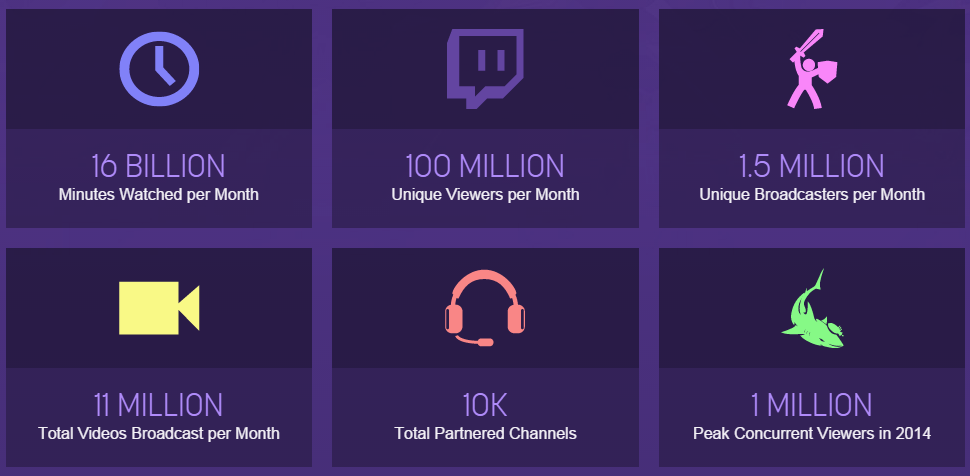 16 BILLION
Minutes Watched per Month
100 MILLION
Unique Viewers per Month
1.5 MILLION
Unique Broadcasters per Month
11 MILLION
Total Videos Broadcast per Month
10K
Total Partnered Channels
1 MILLION
Peak Concurrent Viewers in 2014